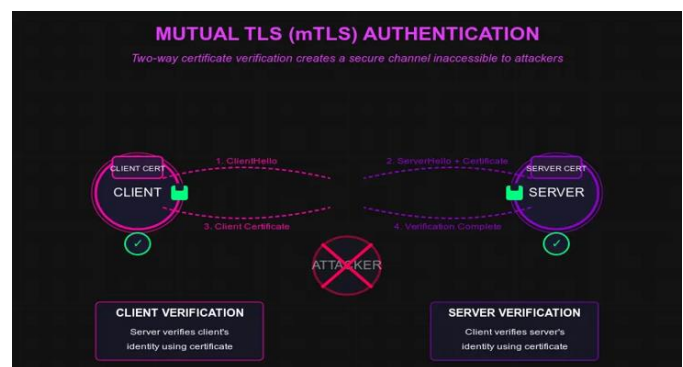 MUTUAL TLS (mTLS) AUTHENTICATION
Two-way certificate verification creates a secure channel inaccessible to attackers
1. ClientHello
2. ServerHello + Certificate
CLIENT CERT
SERVER CERT
CLIENT
SERVER
3. Client Certificate
4. Verification Complete
ATTACKER
CLIENT VERIFICATION
Server verifies client's
identity using certificate
SERVER VERIFICATION
Client verifies server's
identity using certificate